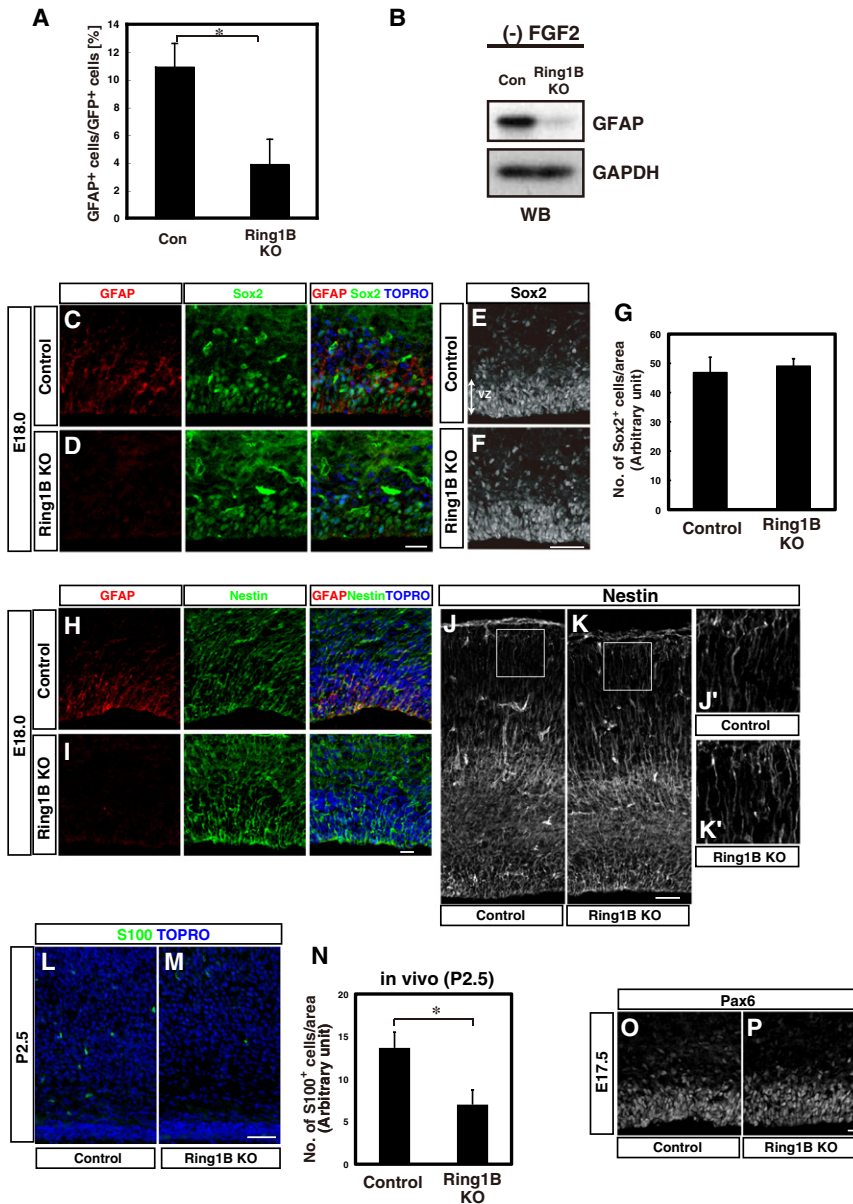 A
GFAP+ cells/GFP+ cells [%]
14
12
10
8
6
4
2
0
*
Con
Ring1B
KO
B
(-) FGF2
Con
Ring1B
KO
GFAP
GAPDH
WB
GFAP
Sox2
GFAP Sox2 TOPRO
E18.0
Control
Ring1B KO
C
D
Sox2
Control
Ring1B KO
E
VZ
F
G
No. of Sox2+ cells/area
(Arbitrary unit)
60
50
40
30
20
10
0
Control
Ring1B
KO
GFAP
Nestin
GFAPNestinTOPRO
E18.0
Control
Ring1B KO
H
I
Nestin
J
K
J'
Control
K'
Ring1B KO
Control
Ring1B KO
S100 TOPRO
P2.5
L
M
Control
Ring1B KO
N
in vivo (P2.5)
No. of S100+ cells/area
(Arbitrary unit)
20
15
10
5
0
*
Control
Ring1B
KO
Pax6
E17.5
O
P
Control
Ring1B KO